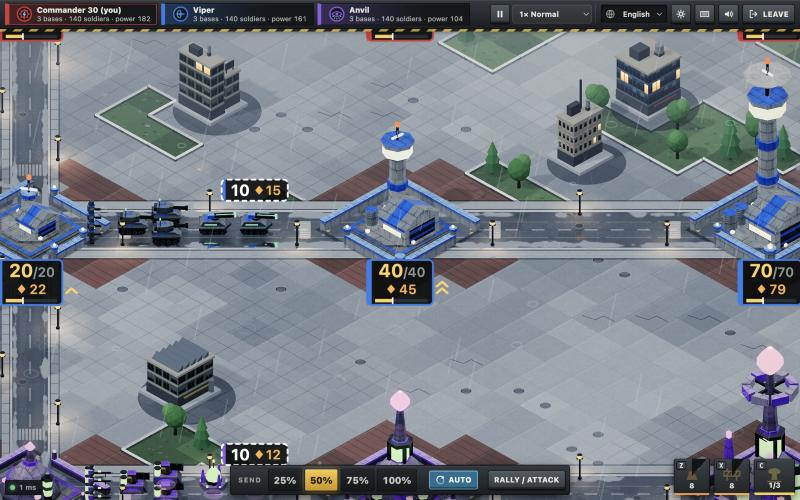 Commander 30 (you)
3 bases · 140 soldiers · power 182
Viper
3 bases · 140 soldiers · power 161
Anvil
3 bases · 140 soldiers · power 104
1× Normal
English
LEAVE
10 ♦ 15
20/20
♦ 22
40/40
♦ 45
70/70
♦ 79
10 ♦ 12
1 ms
SEND
25%
50%
75%
100%
AUTO
RALLY / ATTACK
Z
8
X
8
C
1/3